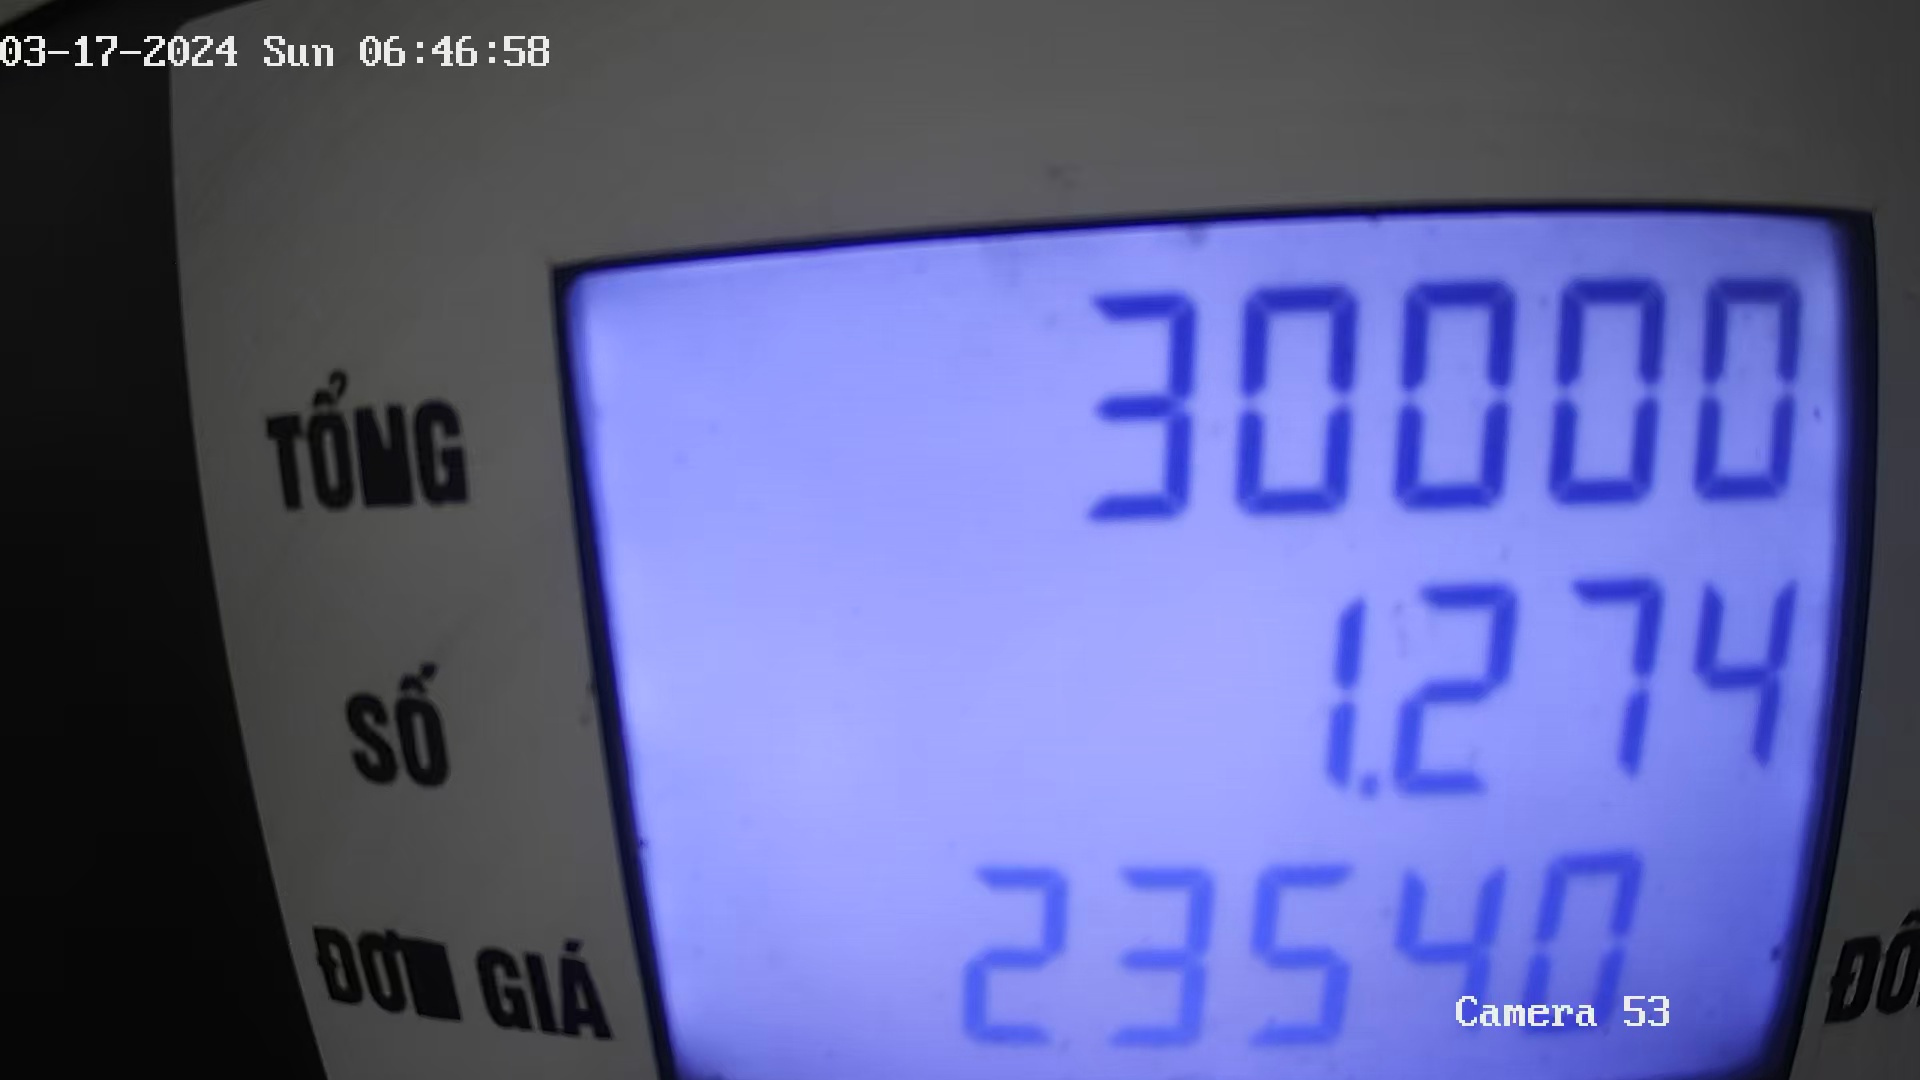 03-17-2024 Sun 06:46:58
TỔNG 30000
SỐ 1.274
ĐƠN GIÁ 23540
Camera 53